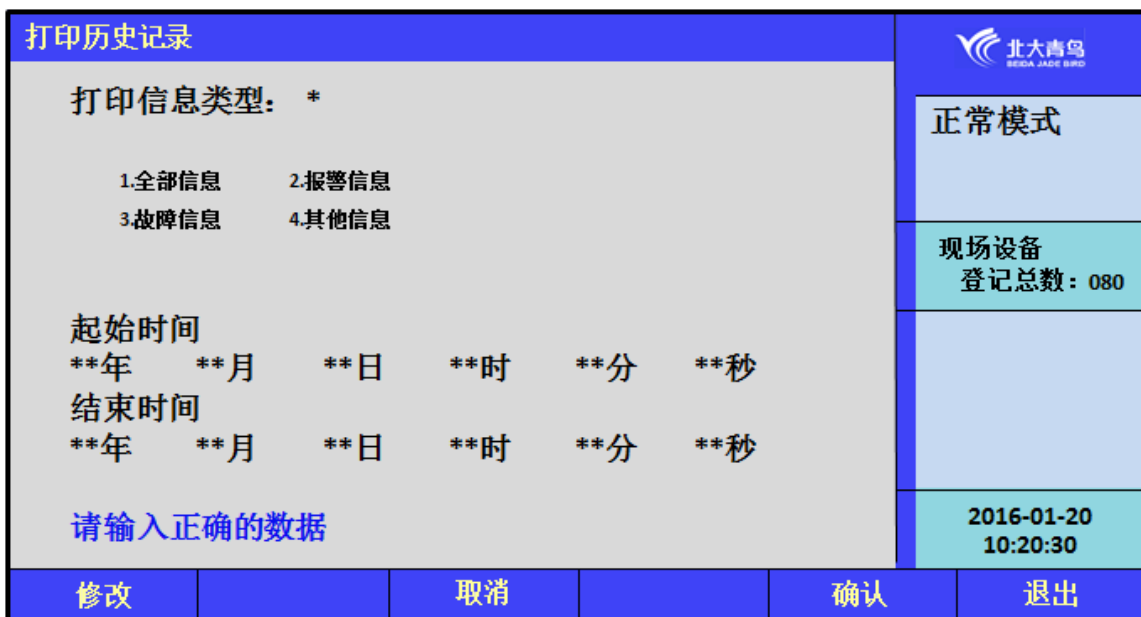 打印历史记录
北大青鸟
BEIDA JADE BIRD
打印信息类型： *
正常模式
1.全部信息 2.报警信息
3.故障信息 4.其他信息
现场设备
登记总数：080
起始时间
**年 **月 **日 **时 **分 **秒
结束时间
**年 **月 **日 **时 **分 **秒
请输入正确的数据
2016-01-20
10:20:30
修改 取消 确认 退出